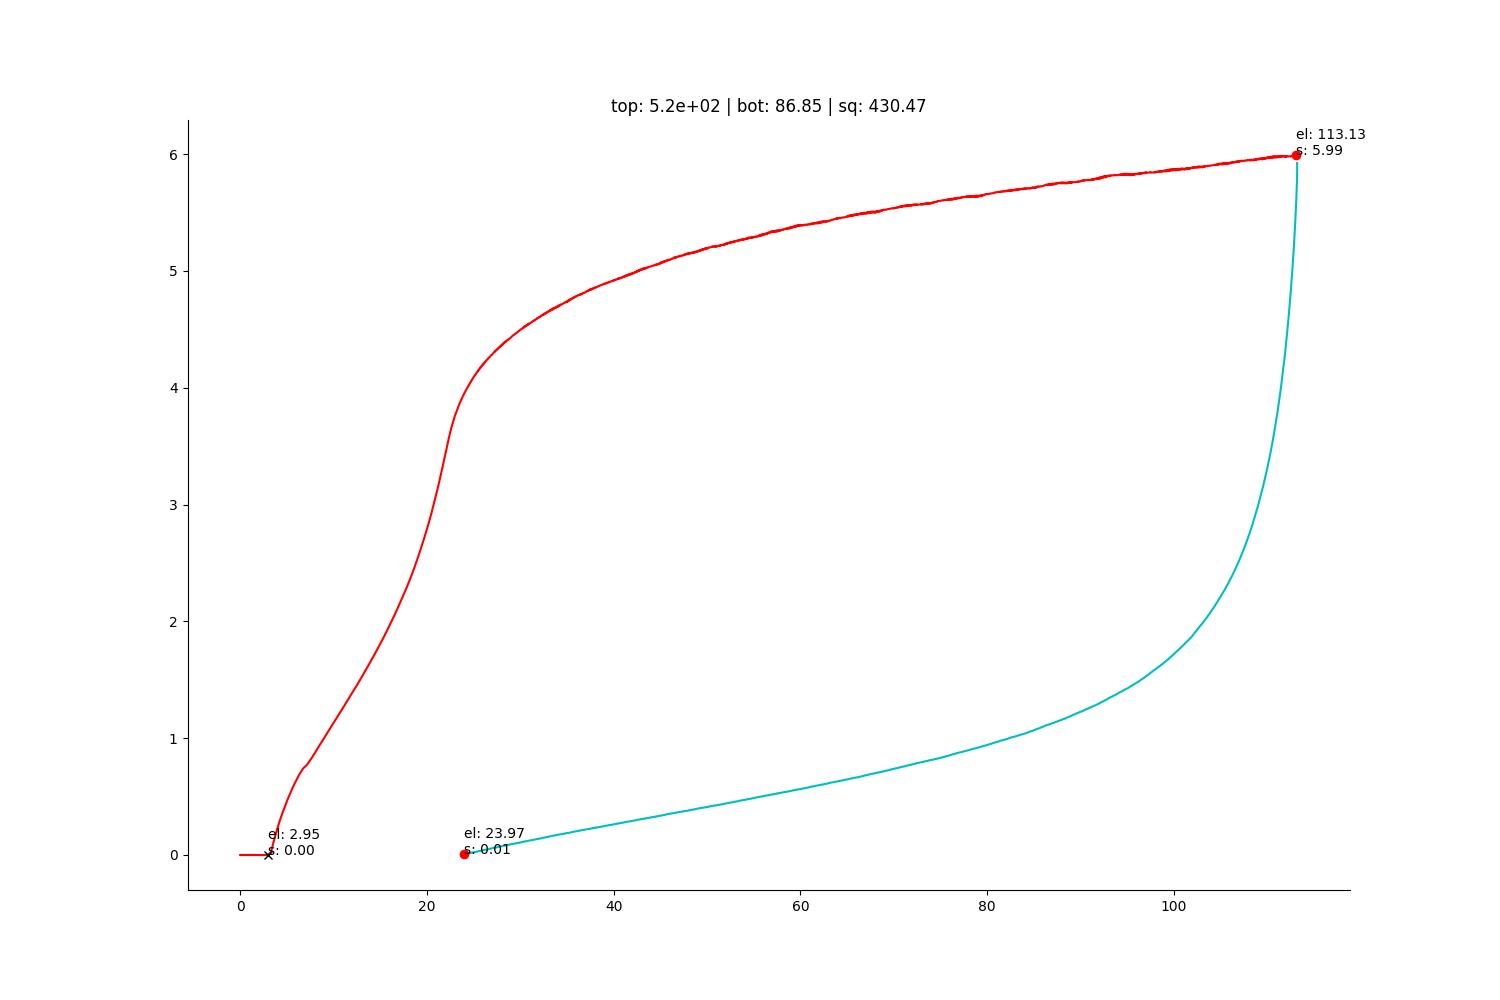 top: 5.2e+02 | bot: 86.85 | sq: 430.47
el: 113.13
s: 5.99
6
5
4
3
2
1
0
el: 2.95
s: 0.00
el: 23.97
s: 0.01
0 20 40 60 80 100